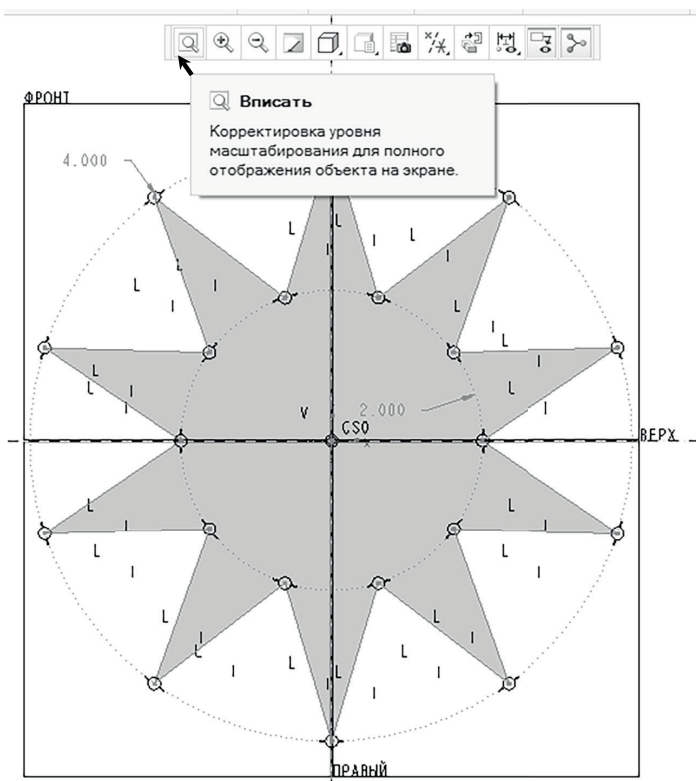 Вписать
Корректировка уровня
масштабирования для полного
отображения объекта на экране.
ФРОНТ
4.000
L
L
I
L
I
I
L
L
I
I
L
I
L
I
L
I
L
L
I
I
L
I
V
2.000
CS0
x
ВЕРХ
L
I
L
I
L
I
L
I
L
I
L
I
L
I
L
I
L
I
L
I
L
I
L
I
ПРАВЫЙ